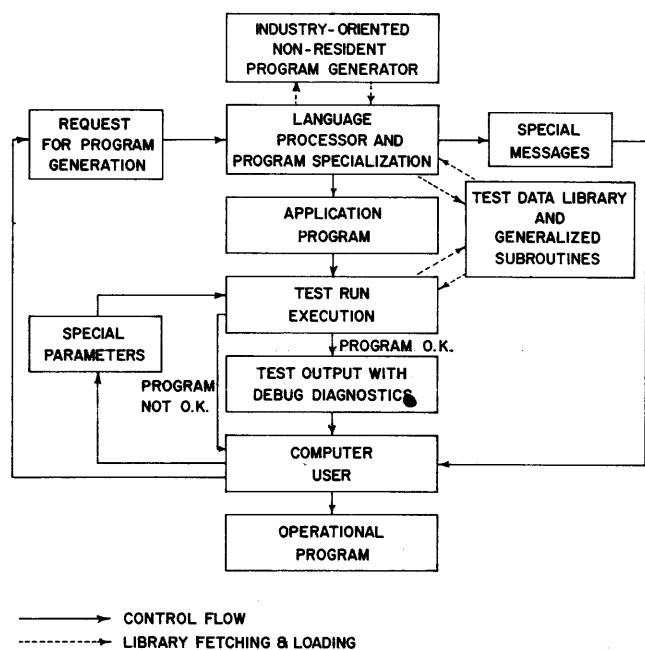 INDUSTRY-ORIENTED
NON-RESIDENT
PROGRAM GENERATOR
REQUEST
FOR PROGRAM
GENERATION
LANGUAGE
PROCESSOR AND
PROGRAM SPECIALIZATION
SPECIAL
MESSAGES
APPLICATION
PROGRAM
TEST DATA LIBRARY
AND
GENERALIZED
SUBROUTINES
TEST RUN
EXECUTION
SPECIAL
PARAMETERS
PROGRAM O.K.
PROGRAM
NOT O.K.
TEST OUTPUT WITH
DEBUG DIAGNOSTICS
COMPUTER
USER
OPERATIONAL
PROGRAM
CONTROL FLOW
LIBRARY FETCHING & LOADING